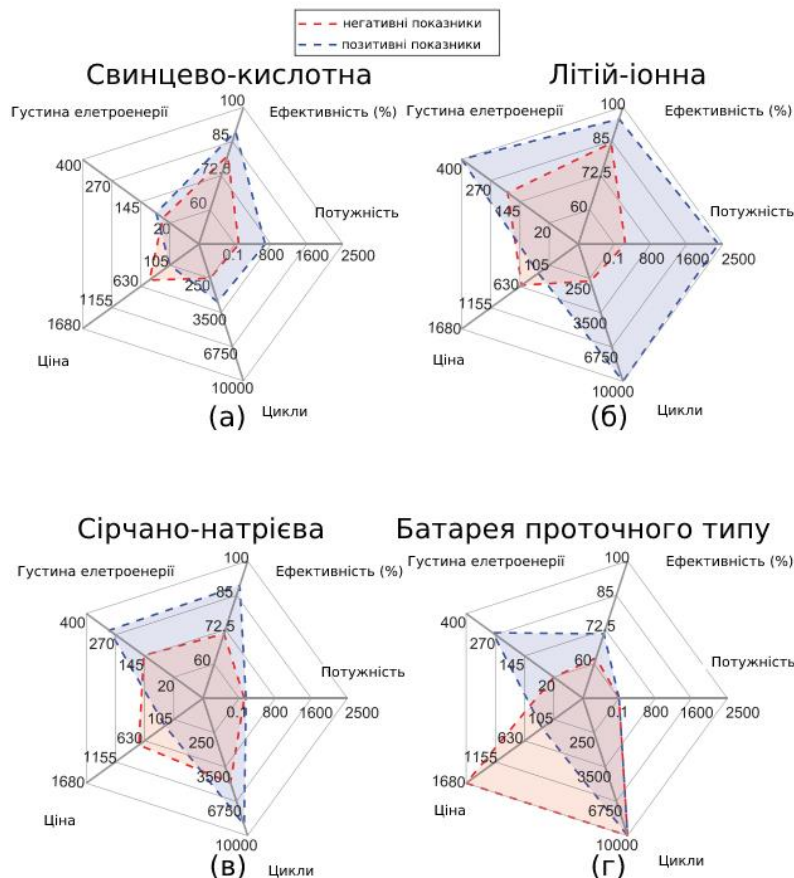 негативні показники
позитивні показники
Свинцево-кислотна
Літій-іонна
100
100
Густина елетроенергії
Ефективність (%)
Густина елетроенергії
Ефективність (%)
85
85
400
72.5
400
72.5
270
270
145
60
Потужність
145
60
Потужність
20
20
0.1
800
1600
2500
0.1
800
1600
2500
105
105
630
250
630
250
1155
3500
1155
3500
1680
6750
1680
6750
Ціна
10000
Ціна
10000
(а)
Цикли
(б)
Цикли
Сірчано-натрієва
Батарея проточного типу
100
100
Густина елетроенергії
Ефективність (%)
Густина елетроенергії
Ефективність (%)
85
85
400
72.5
400
72.5
270
270
145
60
Потужність
145
60
Потужність
20
20
0.1
800
1600
2500
0.1
800
1600
2500
105
105
630
250
630
250
1155
3500
1155
3500
1680
6750
1680
6750
Ціна
10000
Ціна
10000
(в)
Цикли
(г)
Цикли